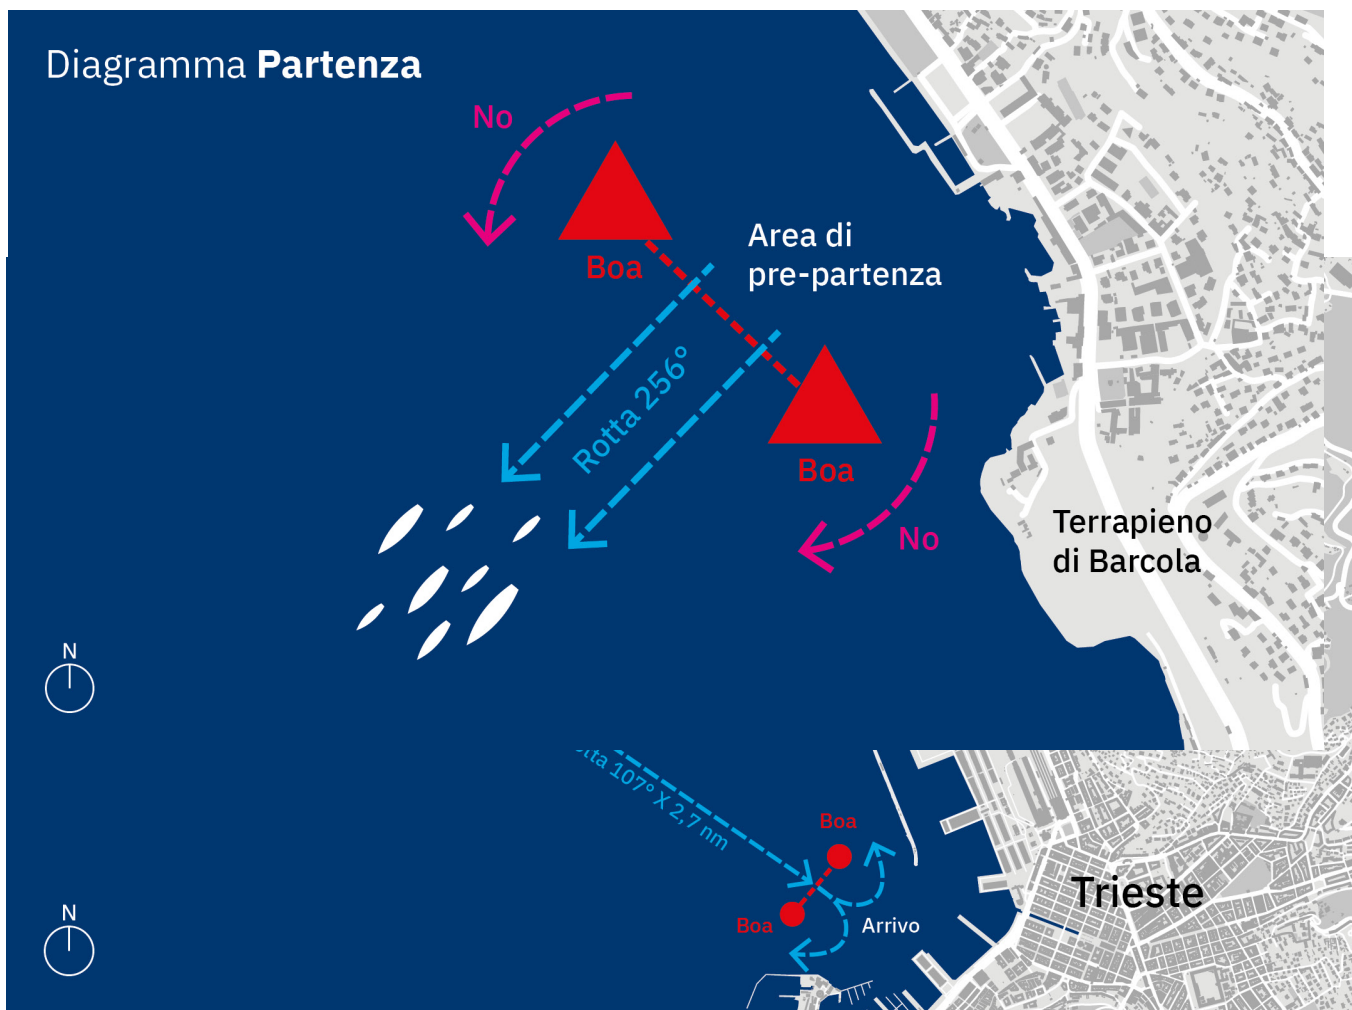 Diagramma Partenza
No
Boa
Area di
pre-partenza
Rotta 256°
Boa
No
Terrapieno
di Barcola
N
107° X 2,7 nm
Boa
Trieste
Boa
Arrivo
N